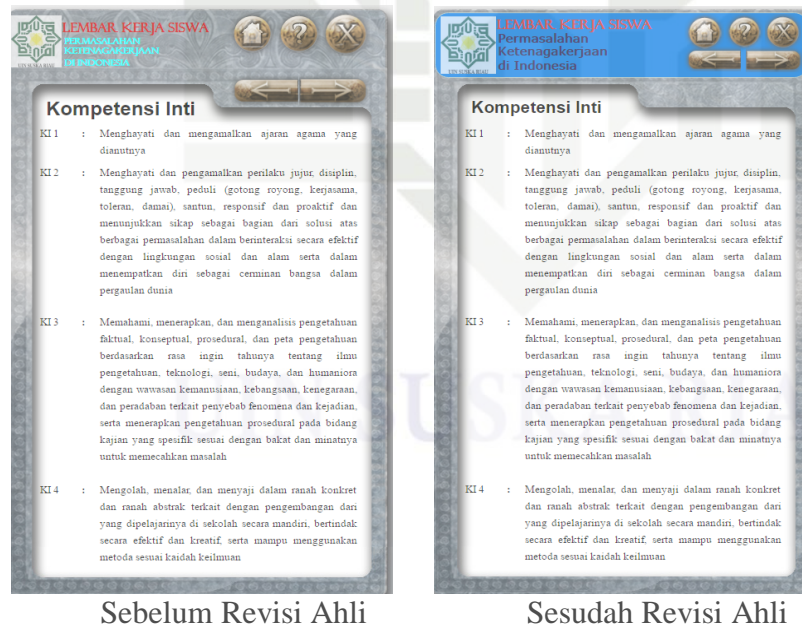 LEMBAR KERJA SISWA
PERMASALAHAN
KETENAGAKERJAAN
DI INDONESIA
UIN SUSKA RIAU
Kompetensi Inti
KI 1 : Menghayati dan mengamalkan ajaran agama yang
dianutnya
KI 2 : Menghayati dan pengamalkan perilaku jujur, disiplin,
tanggung jawab, peduli (gotong royong, kerjasama,
toleran, damai), santun, responsif dan proaktif dan
menunjukkan sikap sebagai bagian dari solusi atas
berbagai permasalahan dalam berinteraksi secara efektif
dengan lingkungan sosial dan alam serta dalam
menempatkan diri sebagai cerminan bangsa dalam
pergaulan dunia
KI 3 : Memahami, menerapkan, dan menganalisis pengetahuan
faktual, konseptual, prosedural, dan peta pengetahuan
berdasarkan rasa ingin tahunya tentang ilmu
pengetahuan, teknologi, seni, budaya, dan humaniora
dengan wawasan kemanusiaan, kebangsaan, kenegaraan,
dan peradaban terkait penyebab fenomena dan kejadian,
serta menerapkan pengetahuan prosedural pada bidang
kajian yang spesifik sesuai dengan bakat dan minatnya
untuk memecahkan masalah
KI 4 : Mengolah, menalar, dan menyaji dalam ranah konkret
dan ranah abstrak terkait dengan pengembangan dari
yang dipelajarinya di sekolah secara mandiri, bertindak
secara efektif dan kreatif, serta mampu menggunakan
metoda sesuai kaidah keilmuan
Sebelum Revisi Ahli
LEMBAR KERJA SISWA
Permasalahan
Ketenagakerjaan
di Indonesia
UIN SUSKA RIAU
Kompetensi Inti
KI 1 : Menghayati dan mengamalkan ajaran agama yang
dianutnya
KI 2 : Menghayati dan pengamalkan perilaku jujur, disiplin,
tanggung jawab, peduli (gotong royong, kerjasama,
toleran, damai), santun, responsif dan proaktif dan
menunjukkan sikap sebagai bagian dari solusi atas
berbagai permasalahan dalam berinteraksi secara efektif
dengan lingkungan sosial dan alam serta dalam
menempatkan diri sebagai cerminan bangsa dalam
pergaulan dunia
KI 3 : Memahami, menerapkan, dan menganalisis pengetahuan
faktual, konseptual, prosedural, dan peta pengetahuan
berdasarkan rasa ingin tahunya tentang ilmu
pengetahuan, teknologi, seni, budaya, dan humaniora
dengan wawasan kemanusiaan, kebangsaan, kenegaraan,
dan peradaban terkait penyebab fenomena dan kejadian,
serta menerapkan pengetahuan prosedural pada bidang
kajian yang spesifik sesuai dengan bakat dan minatnya
untuk memecahkan masalah
KI 4 : Mengolah, menalar, dan menyaji dalam ranah konkret
dan ranah abstrak terkait dengan pengembangan dari
yang dipelajarinya di sekolah secara mandiri, bertindak
secara efektif dan kreatif, serta mampu menggunakan
metoda sesuai kaidah keilmuan
Sesudah Revisi Ahli